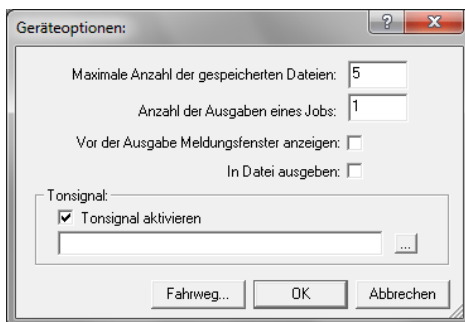 Geräteoptionen:
Maximale Anzahl der gespeicherten Dateien: 5
Anzahl der Ausgaben eines Jobs: 1
Vor der Ausgabe Meldungsfenster anzeigen:
In Datei ausgeben:
Tonsignal:
Tonsignal aktivieren
...
Fahrweg... OK Abbrechen